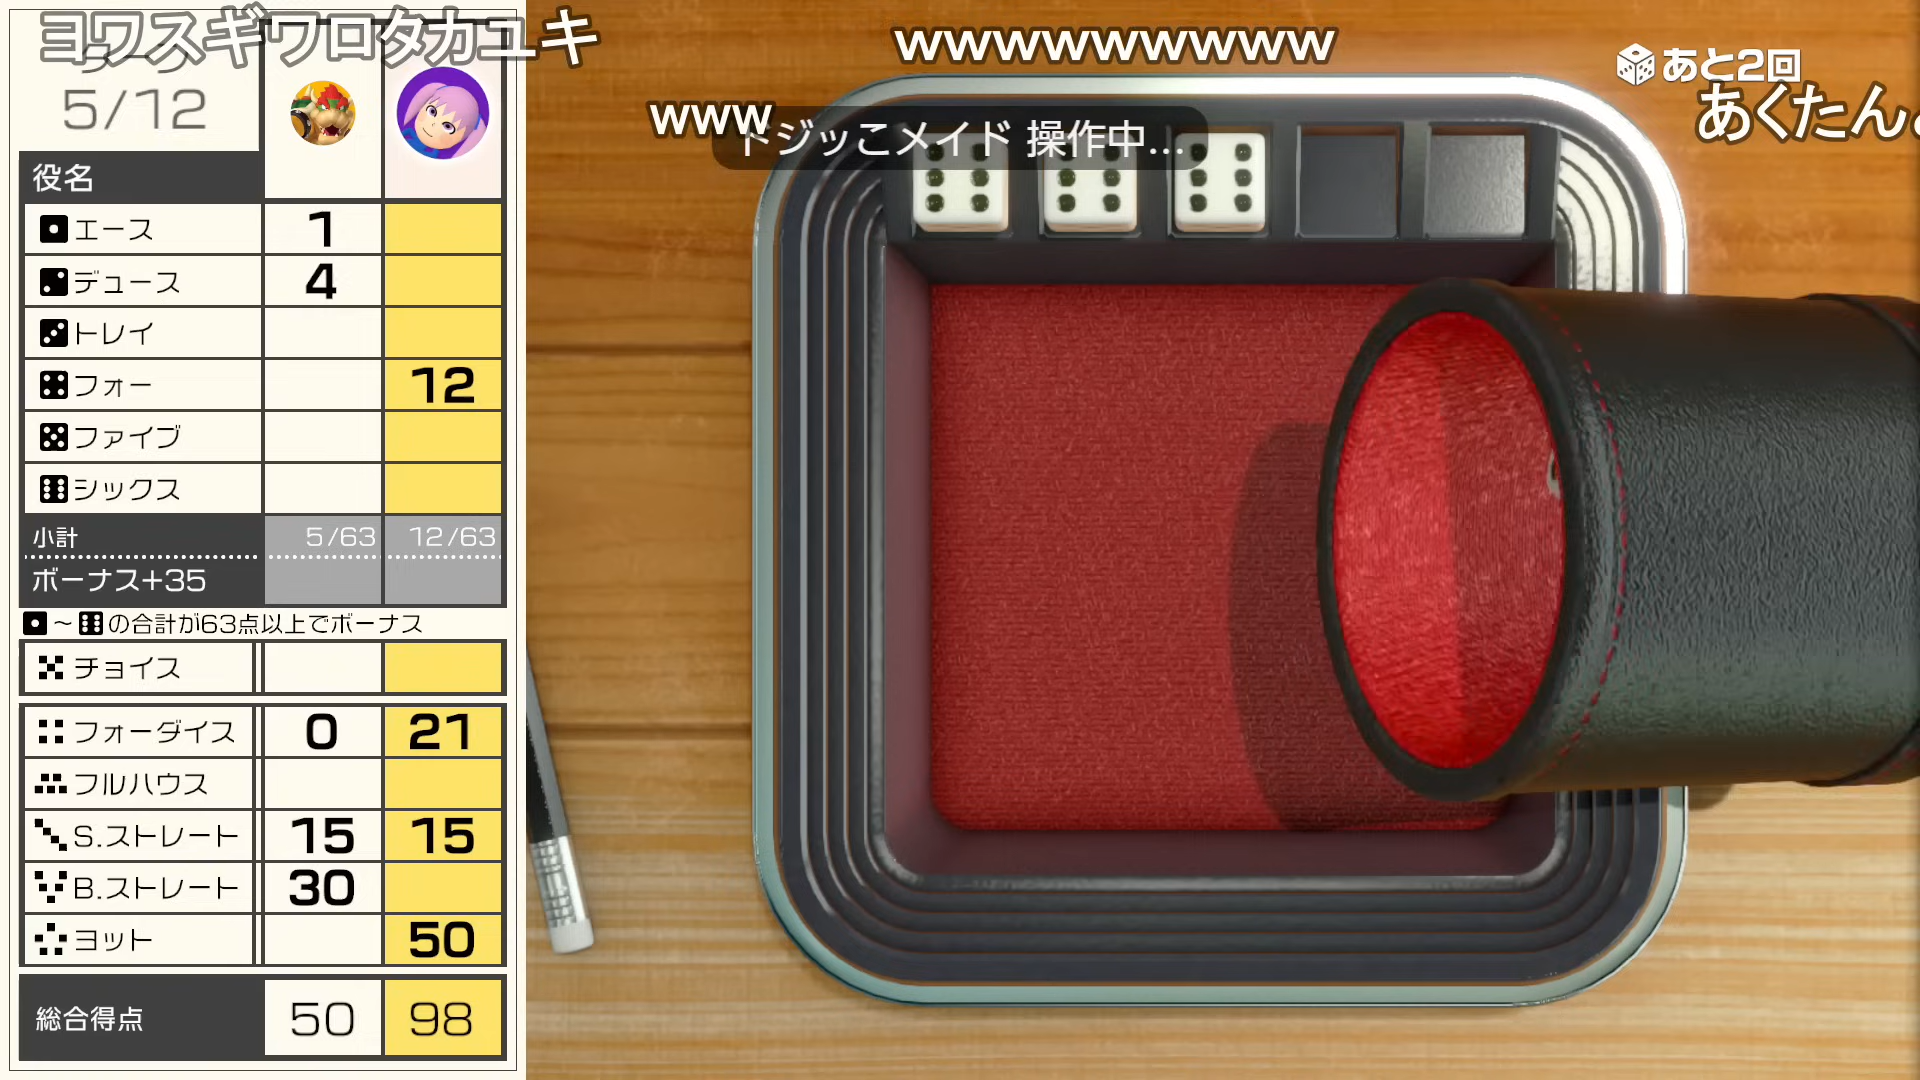 ヨワスギワロタカユキ
ターン
5/12
役名
エース 1
デュース 4
トレイ
フォー 12
ファイブ
シックス
小計 5/63 12/63
ボーナス+35
~の合計が63点以上でボーナス
チョイス
フォーダイス 0 21
フルハウス
S.ストレート 15 15
B.ストレート 30
ヨット 50
総合得点 50 98
wwwwwwwwww
www
ドジッこメイド 操作中...
あと2回
あくたん